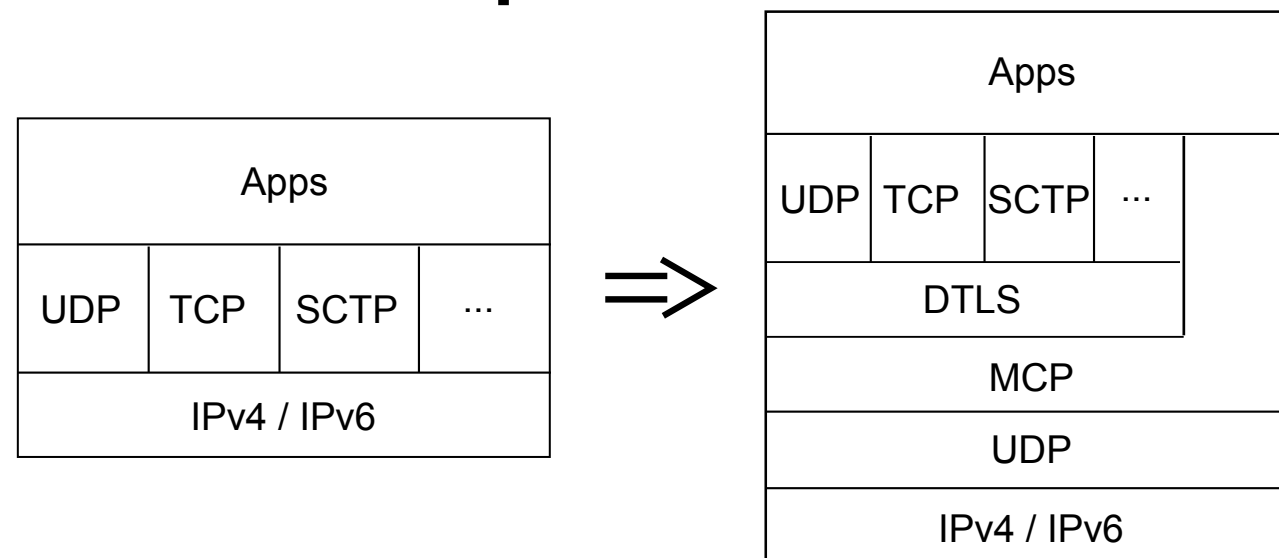 Apps
UDP TCP SCTP ...
IPv4 / IPv6
Apps
UDP TCP SCTP ...
DTLS
MCP
UDP
IPv4 / IPv6